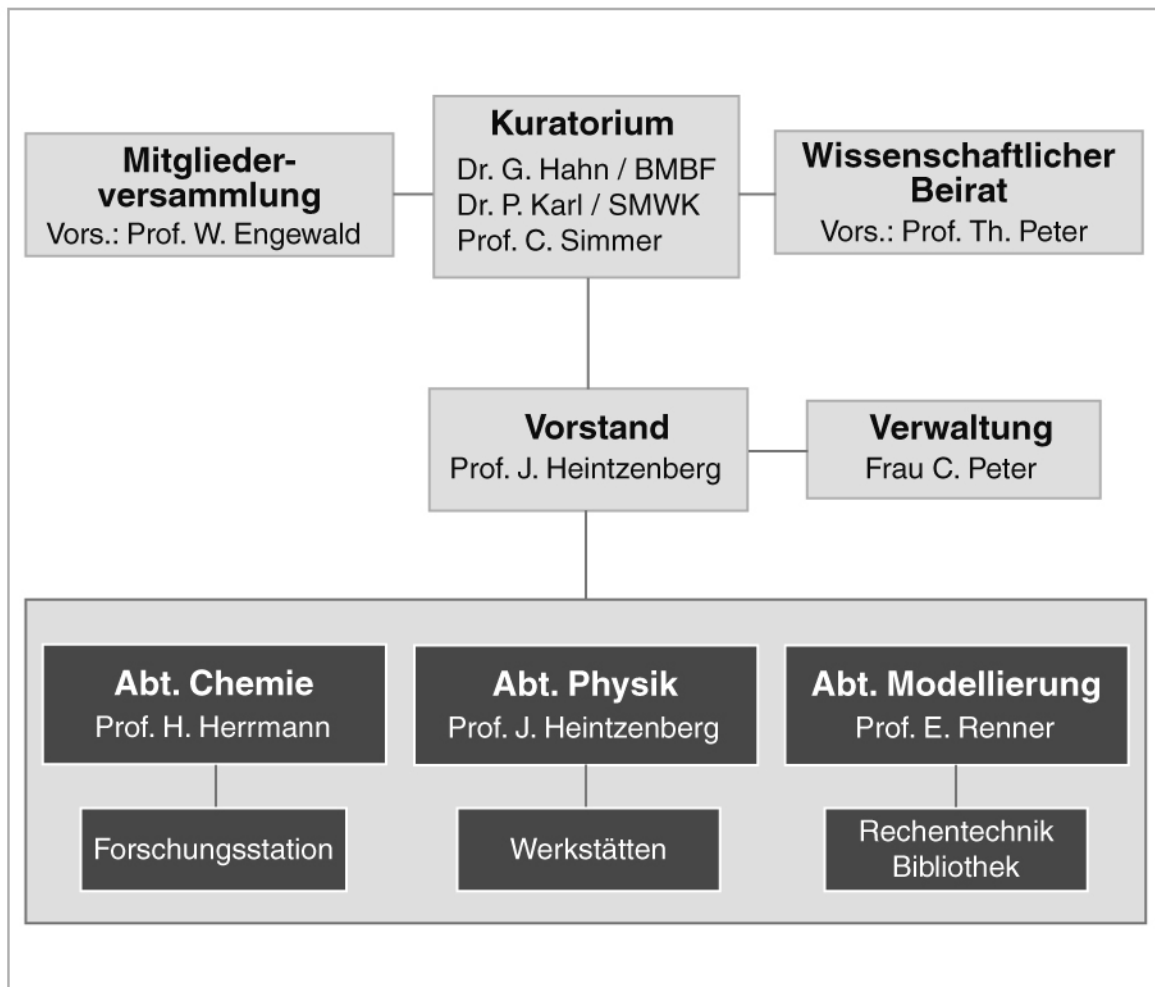 Mitglieder-
versammlung
Vors.: Prof. W. Engewald
Kuratorium
Dr. G. Hahn / BMBF
Dr. P. Karl / SMWK
Prof. C. Simmer
Wissenschaftlicher
Beirat
Vors.: Prof. Th. Peter
Vorstand
Prof. J. Heintzenberg
Verwaltung
Frau C. Peter
Abt. Chemie
Prof. H. Herrmann
Abt. Physik
Prof. J. Heintzenberg
Abt. Modellierung
Prof. E. Renner
Forschungsstation
Werkstätten
Rechentechnik
Bibliothek